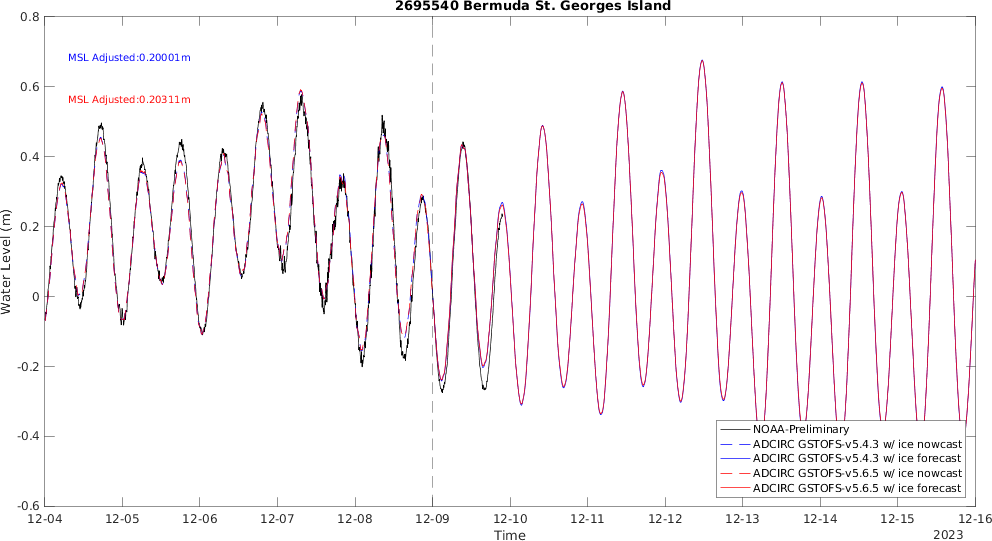 2695540 Bermuda St. Georges Island
0.8
MSL Adjusted:0.20001m
0.6
MSL Adjusted:0.20311m
0.4
0.2
Water Level (m)
0
-0.2
-0.4
-0.6
NOAA-Preliminary
ADCIRC GSTOFS-v5.4.3 w/ ice nowcast
ADCIRC GSTOFS-v5.4.3 w/ ice forecast
ADCIRC GSTOFS-v5.6.5 w/ ice nowcast
ADCIRC GSTOFS-v5.6.5 w/ ice forecast
12-04 12-05 12-06 12-07 12-08 12-09 12-10 12-11 12-12 12-13 12-14 12-15 12-16
Time
2023